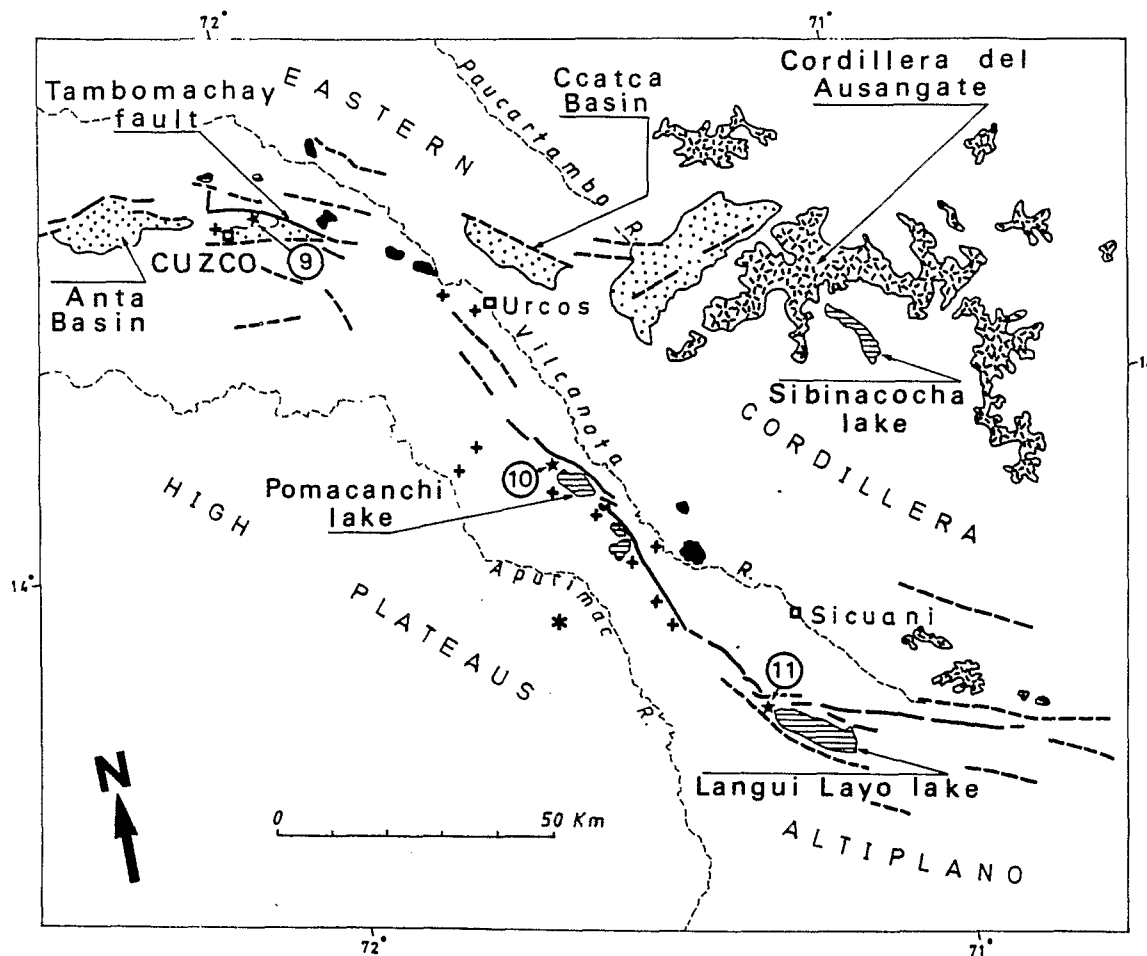 72°
71°
EASTERN
Paucartambo
R.
Ccatca
Basin
Cordillera del
Ausangate
Tambomachay
fault
CUZCO
9
Anta
Basin
Urcos
Vilcanota
R.
Sibinacocha
lake
CORDILLERA
HIGH
PLATEAUS
10
Pomacanchi
lake
14°
Apurimac
R.
Sicuani
11
Langui Layo lake
ALTIPLANO
N
0
50 Km
72°
71°